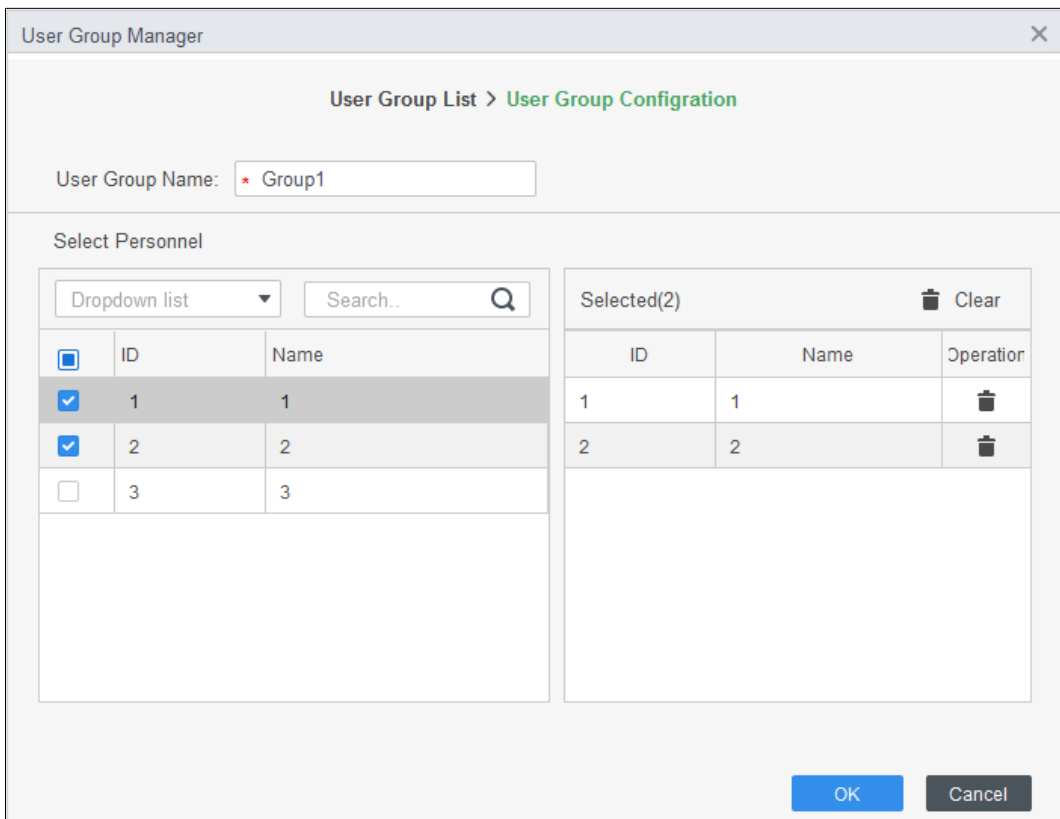 User Group Manager
User Group List > User Group Configration
User Group Name: * Group1
Select Personnel
Dropdown list Search..
Selected(2) Clear
ID Name
ID Name Operation
1 1
2 2
3 3
1 1
2 2
OK Cancel